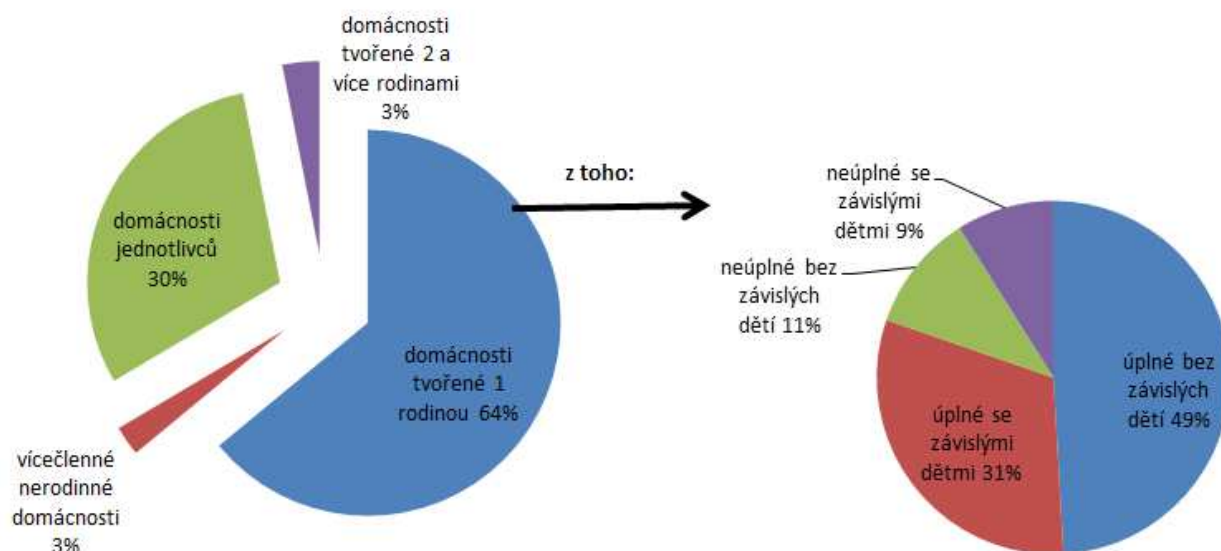 domácnosti
tvořené 2 a
více rodinami
3%
domácnosti
jednotlivců
30%
domácnosti
tvořené 1
rodinou 64%
vícečlenné
nerodinné
domácnosti
3%
z toho:
neúplné se
závislými
dětmi 9%
neúplné bez
závislých
dětí 11%
úplné se
závislými
dětmi 31%
úplné bez
závislých
dětí 49%